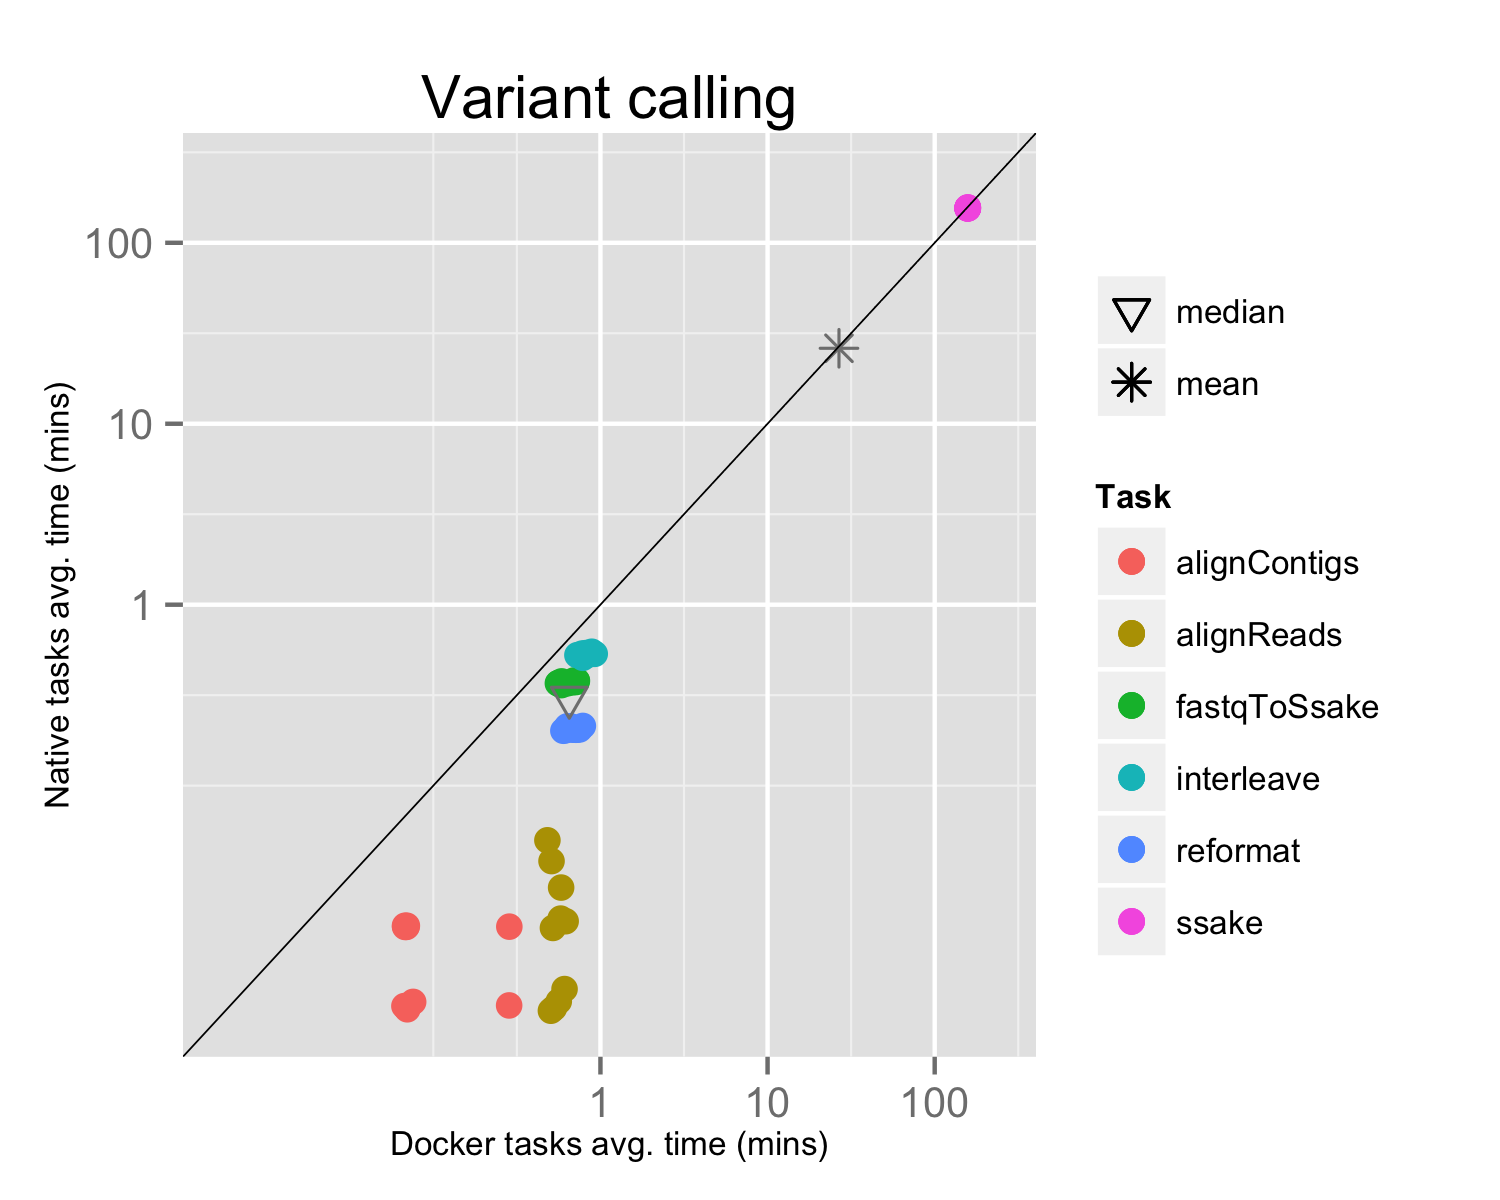 Variant calling
100
10
1
Native tasks avg. time (mins)
1
10
100
Docker tasks avg. time (mins)
median
mean
Task
alignContigs
alignReads
fastqToSsake
interleave
reformat
ssake